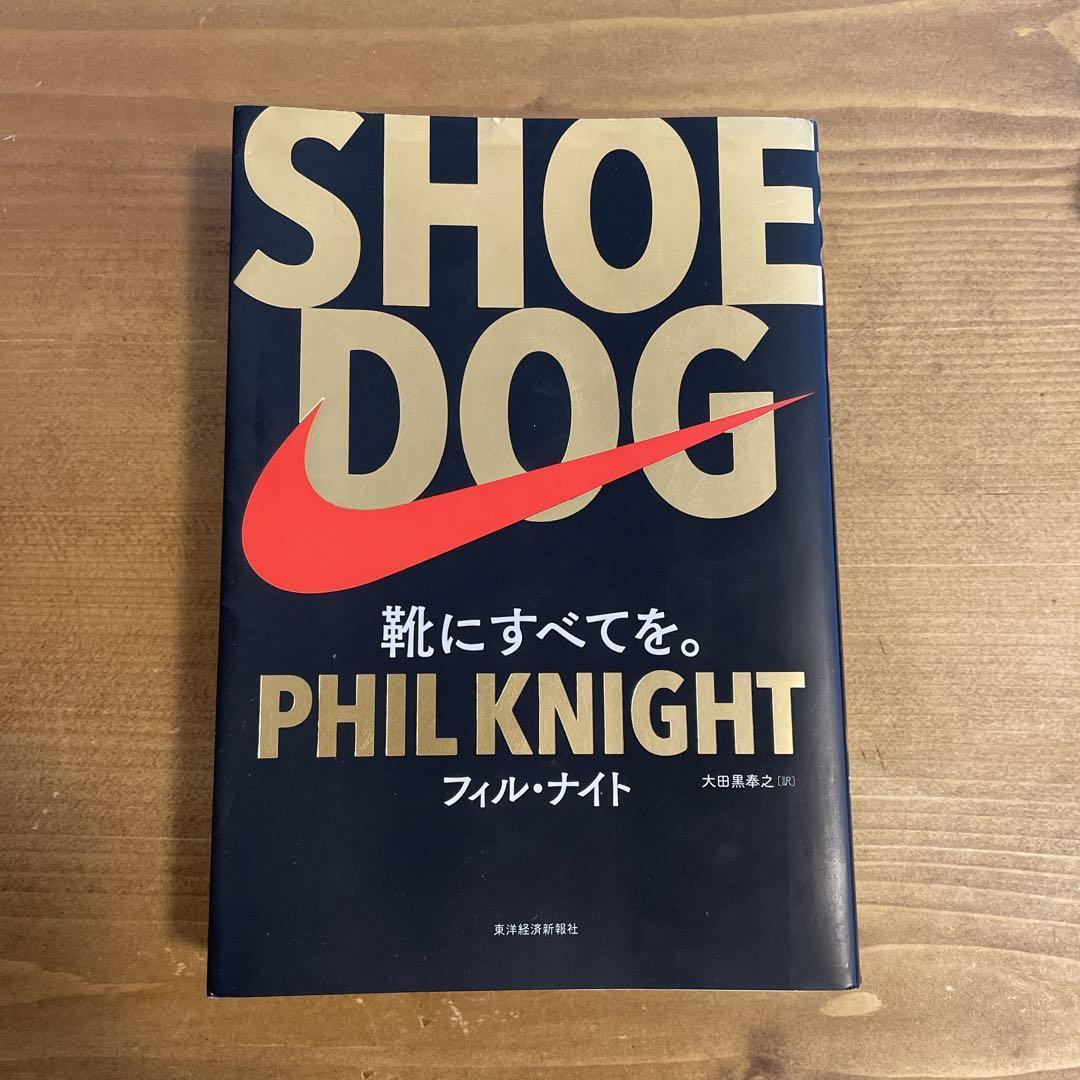 SHOE
DOG
靴にすべてを。
PHIL KNIGHT
フィル・ナイト
大田黒奉之[訳]
東洋経済新報社